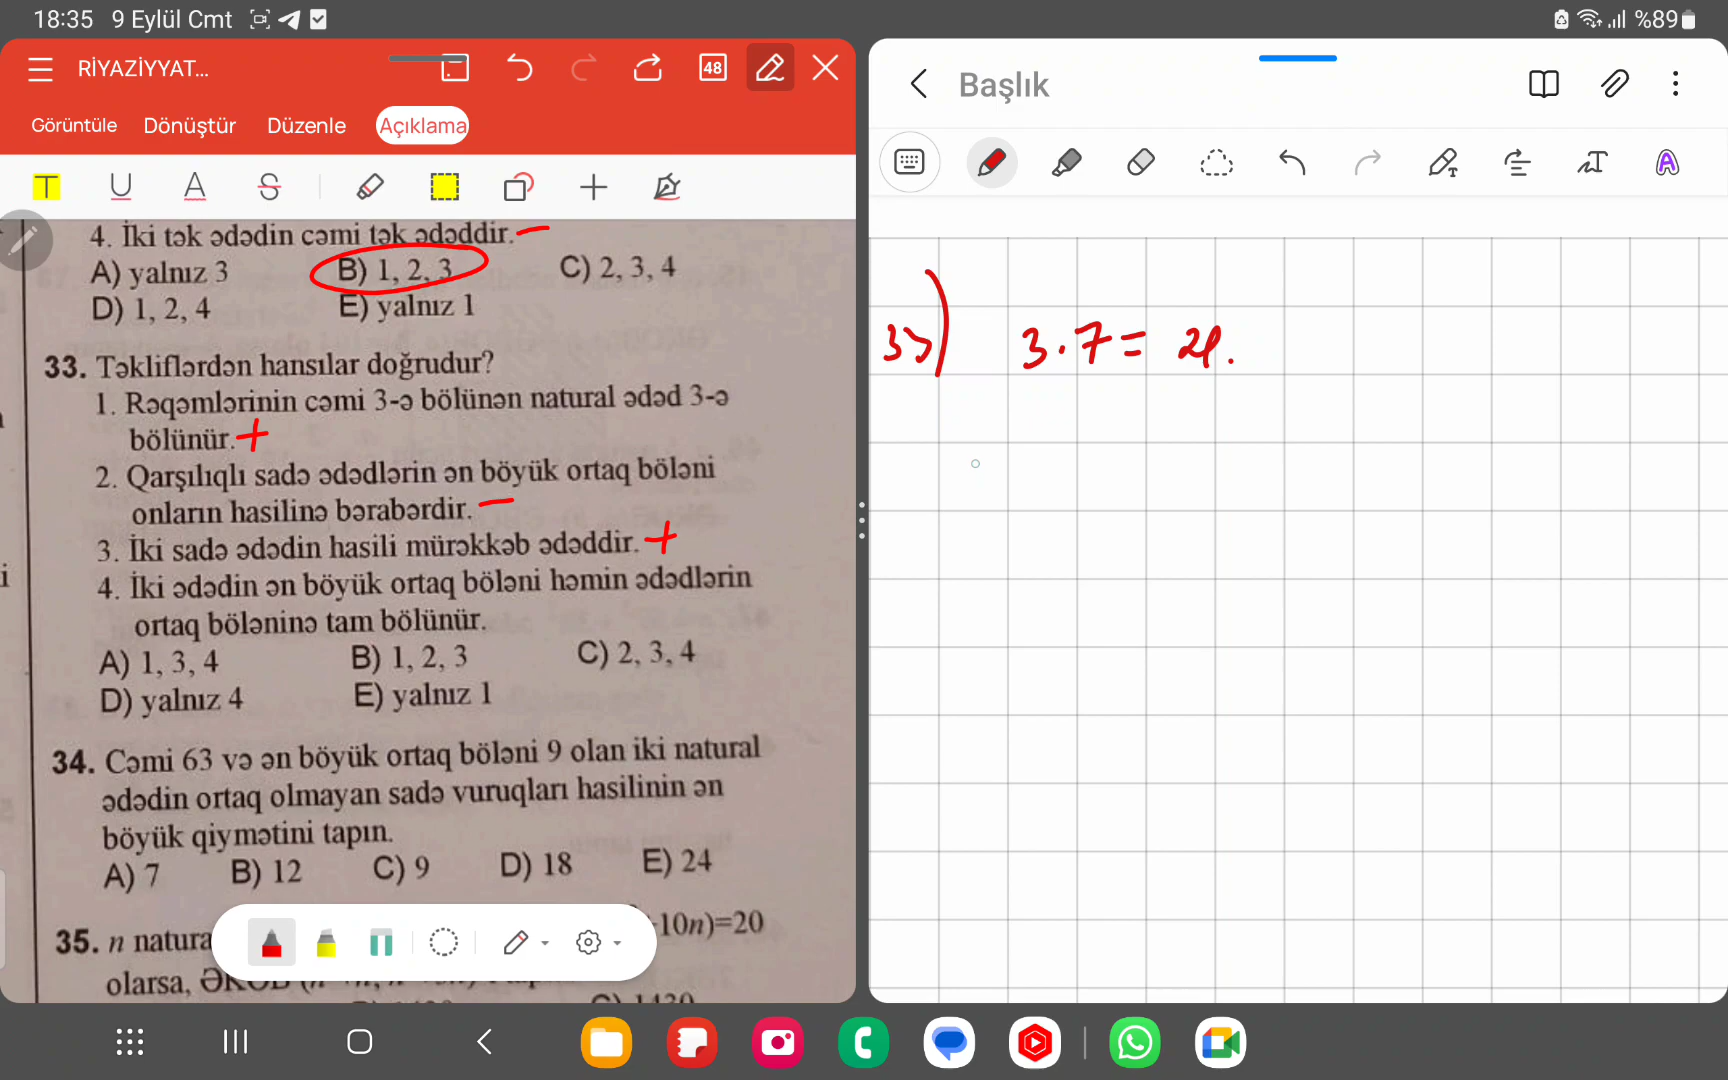 18:35 9 Eylül Cmt %89
RİYAZİYYAT... 48
Görüntüle Dönüştür Düzenle Açıklama
T U A S
4. İki tək ədədin cəmi tək ədəddir. –
A) yalnız 3 B) 1, 2, 3 C) 2, 3, 4
D) 1, 2, 4 E) yalnız 1
33. Təkliflərdən hansılar doğrudur?
1. Rəqəmlərinin cəmi 3-ə bölünən natural ədəd 3-ə
bölünür. +
2. Qarşılıqlı sadə ədədlərin ən böyük ortaq böləni
onların hasilinə bərabərdir. –
3. İki sadə ədədin hasili mürəkkəb ədəddir. +
4. İki ədədin ən böyük ortaq böləni həmin ədədlərin
ortaq böləninə tam bölünür.
A) 1, 3, 4 B) 1, 2, 3 C) 2, 3, 4
D) yalnız 4 E) yalnız 1
34. Cəmi 63 və ən böyük ortaq böləni 9 olan iki natural
ədədin ortaq olmayan sadə vuruqları hasilinin ən
böyük qiymətini tapın.
A) 7 B) 12 C) 9 D) 18 E) 24
35. n natura 10n)=20
olarsa,
Başlık
33) 3·7= 21.